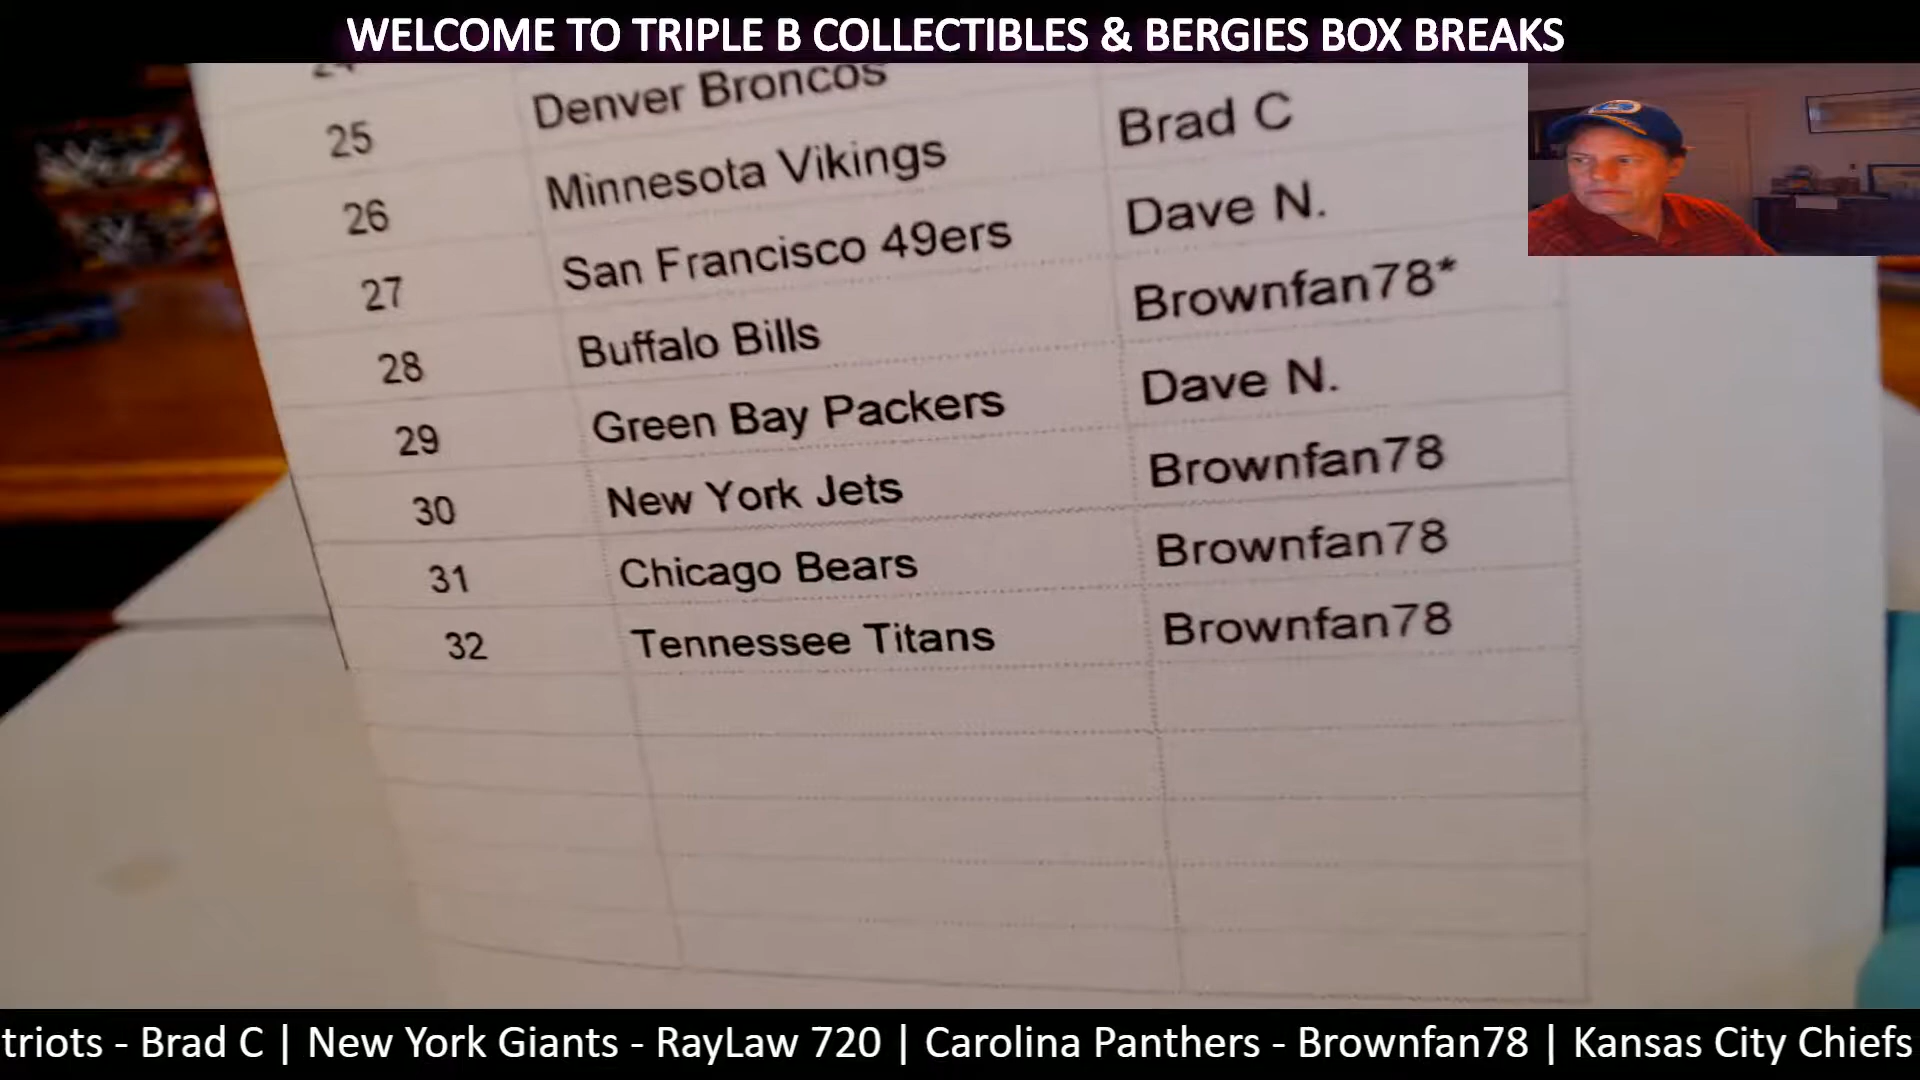 WELCOME TO TRIPLE B COLLECTIBLES & BERGIES BOX BREAKS
25 Denver Broncos
26 Minnesota Vikings Brad C
27 San Francisco 49ers Dave N.
28 Buffalo Bills Brownfan78*
29 Green Bay Packers Dave N.
30 New York Jets Brownfan78
31 Chicago Bears Brownfan78
32 Tennessee Titans Brownfan78
triots - Brad C | New York Giants - RayLaw 720 | Carolina Panthers - Brownfan78 | Kansas City Chiefs